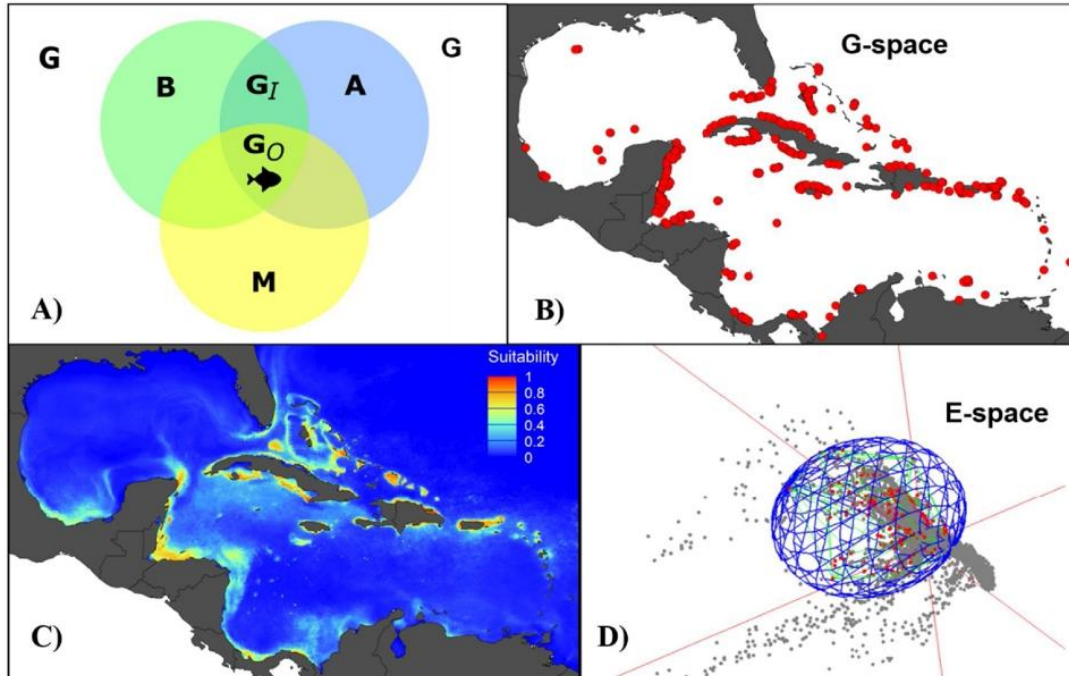 G
B
G_I
A
G
G_O
M
A)
G-space
B)
Suitability
1
0.8
0.6
0.4
0.2
0
C)
E-space
D)